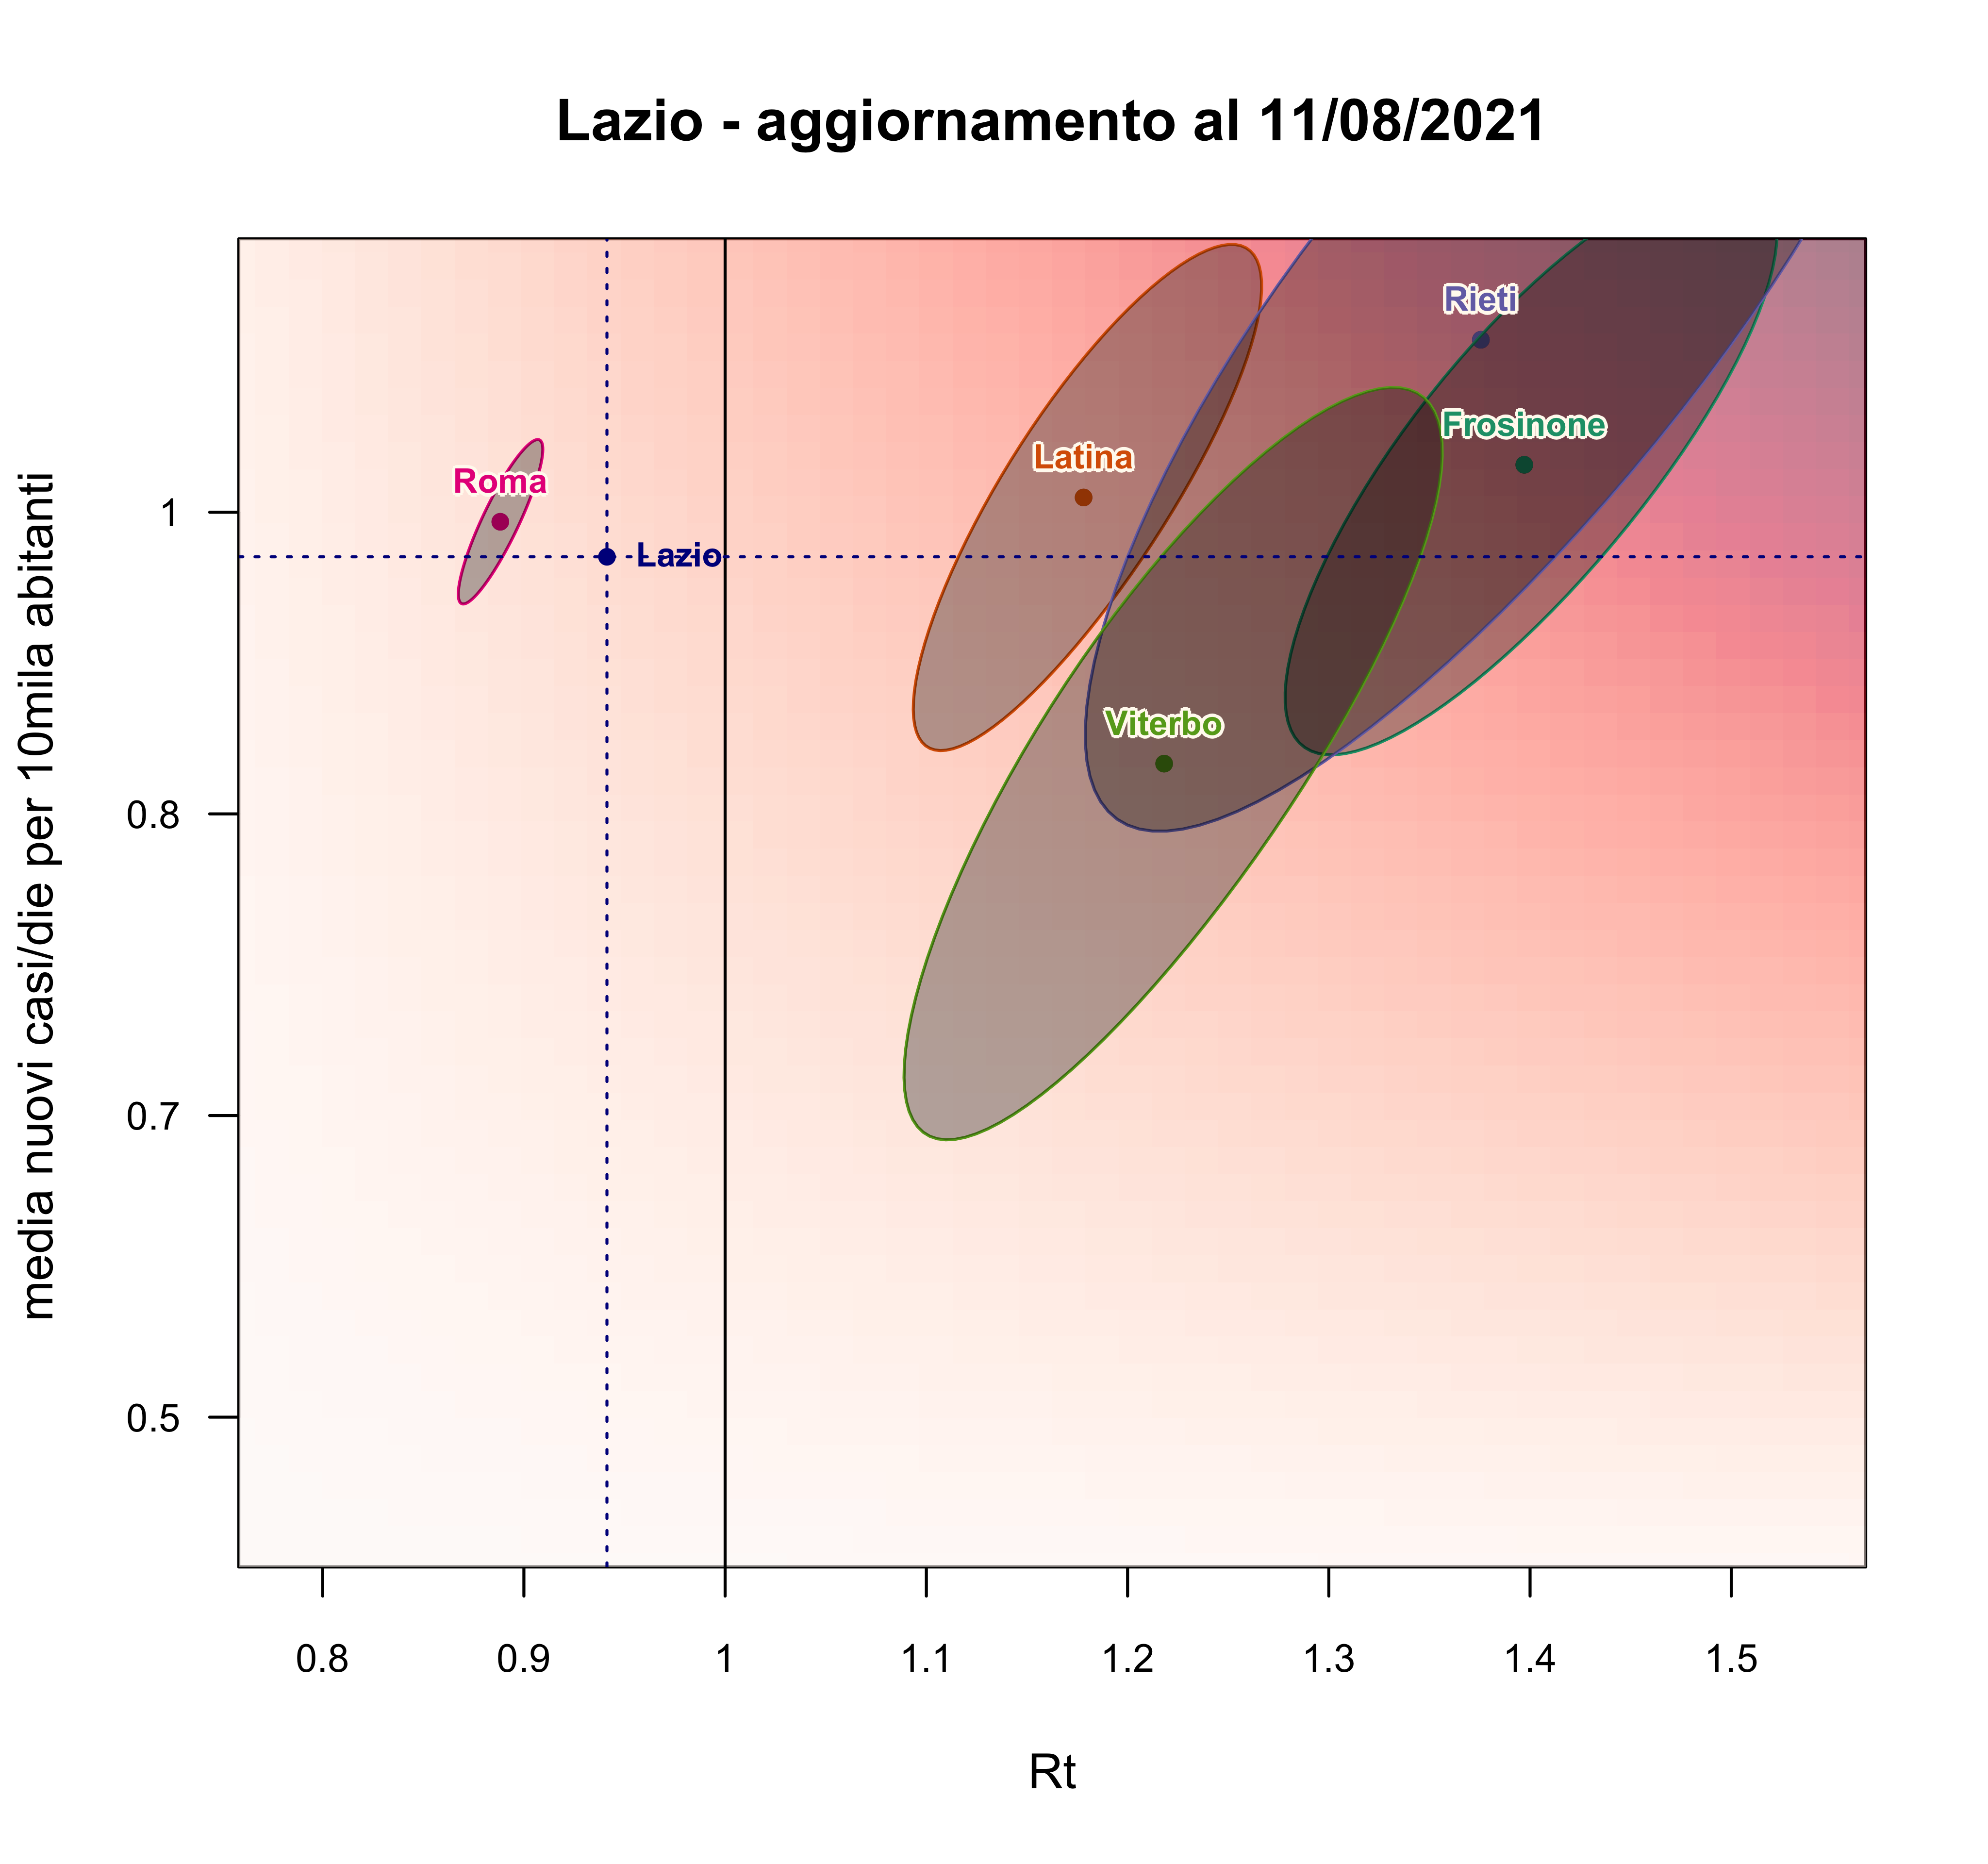 Lazio - aggiornamento al 11/08/2021
Rieti
Frosinone
Latina
Roma
Lazio
Viterbo
media nuovi casi/die per 10mila abitanti
1
0.8
0.7
0.5
0.8 0.9 1 1.1 1.2 1.3 1.4 1.5
Rt